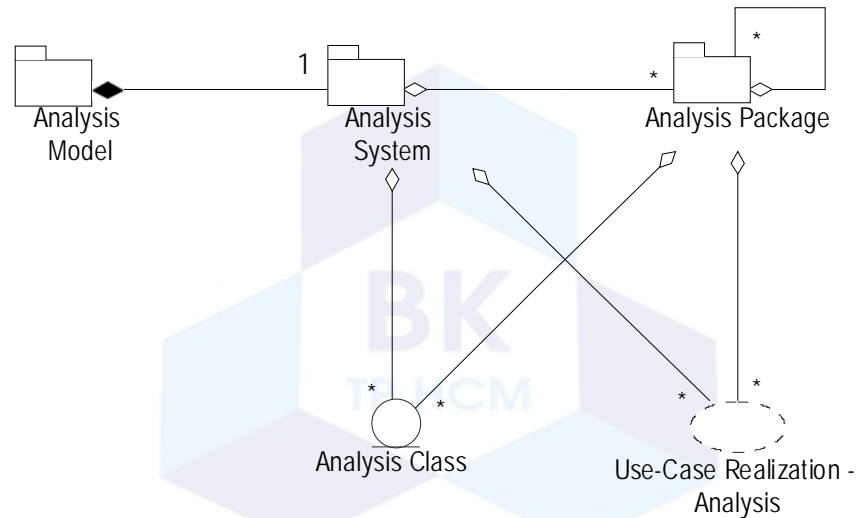 1
*
*
Analysis
Model
Analysis
System
Analysis Package
BK
TP.HCM
*
*
*
*
Analysis Class
Use-Case Realization -
Analysis